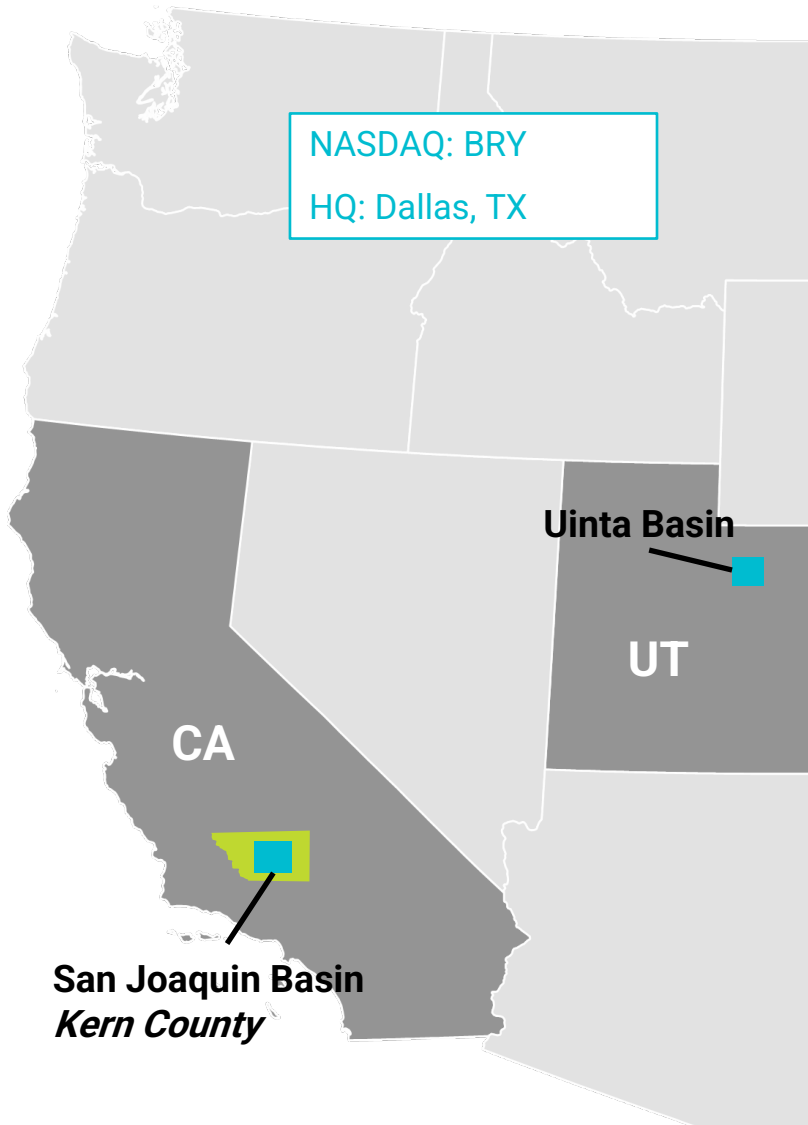 NASDAQ: BRY
HQ: Dallas, TX
Uinta Basin
UT
CA
San Joaquin Basin
Kern County